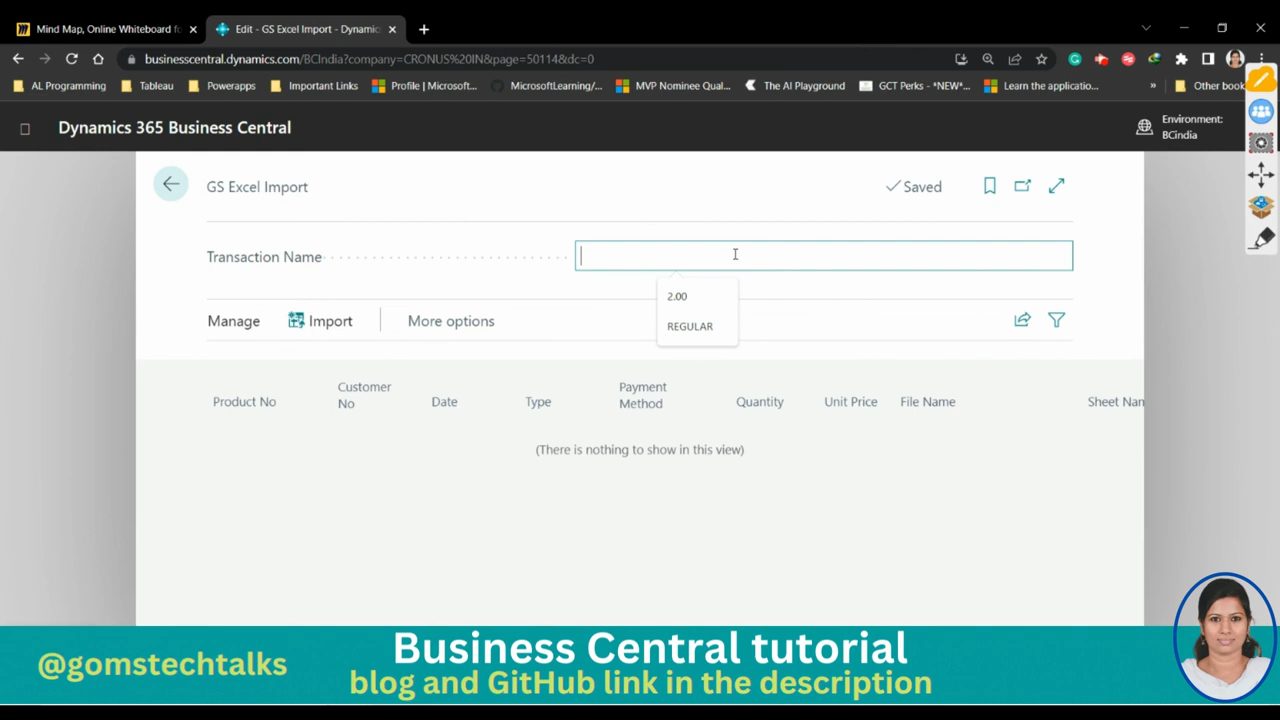 Mind Map, Online Whiteboard fo
Edit - GS Excel Import - Dynamic
businesscentral.dynamics.com/BCIndia?company=CRONUS%20IN&page=50114&dc=0
AL Programming
Tableau
Powerapps
Important Links
Profile | Microsoft...
MicrosoftLearning/...
MVP Nominee Qual...
The AI Playground
GCT Perks - *NEW*...
Learn the applicatio...
»
Other book
Dynamics 365 Business Central
Environment:
BCindia
GS Excel Import
Saved
Transaction Name
2.00
REGULAR
Manage
Import
More options
Product No
Customer No
Date
Type
Payment Method
Quantity
Unit Price
File Name
Sheet Nam
(There is nothing to show in this view)
@gomstechtalks
Business Central tutorial
blog and GitHub link in the description